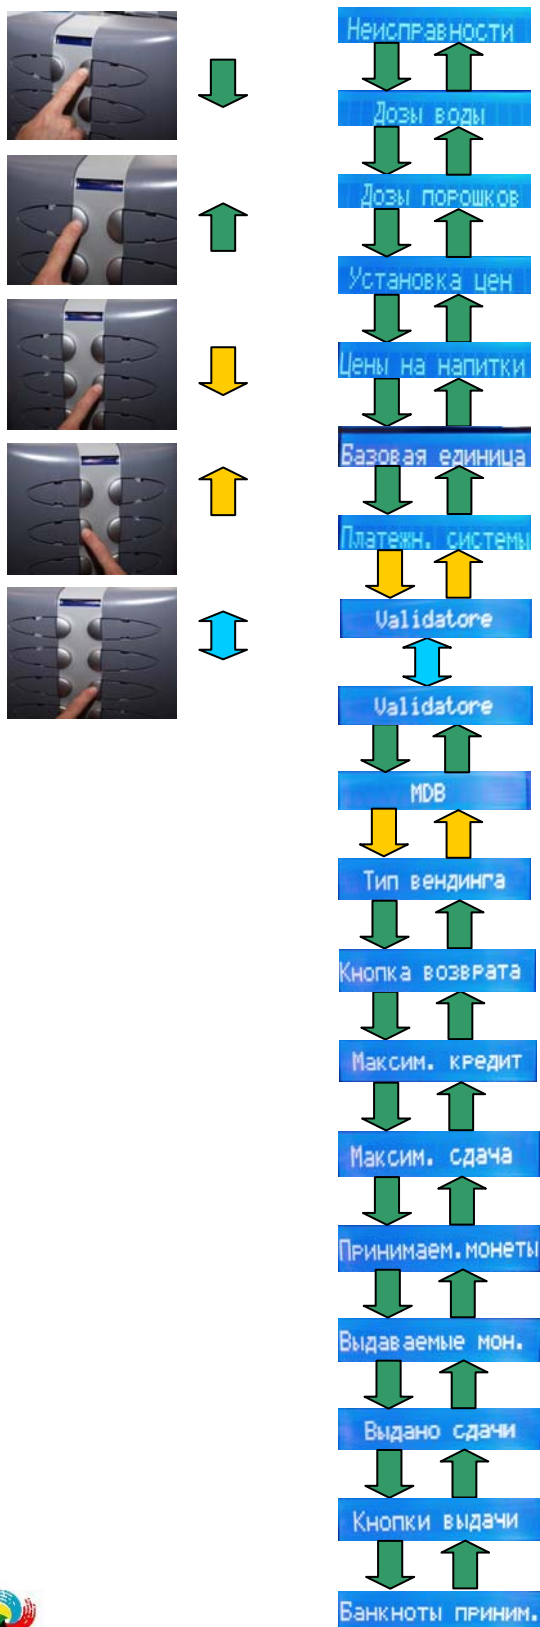 Неисправности
Дозы воды
Дозы порошков
Установка цен
Цены на напитки
Базовая единица
Платежн. системы
Validatore
Validatore
MDB
Тип вендинга
Кнопка возврата
Максим. кредит
Максим. сдача
Принимаем.монеты
Выдаваемые мон.
Выдано сдачи
Кнопки выдачи
Банкноты приним.